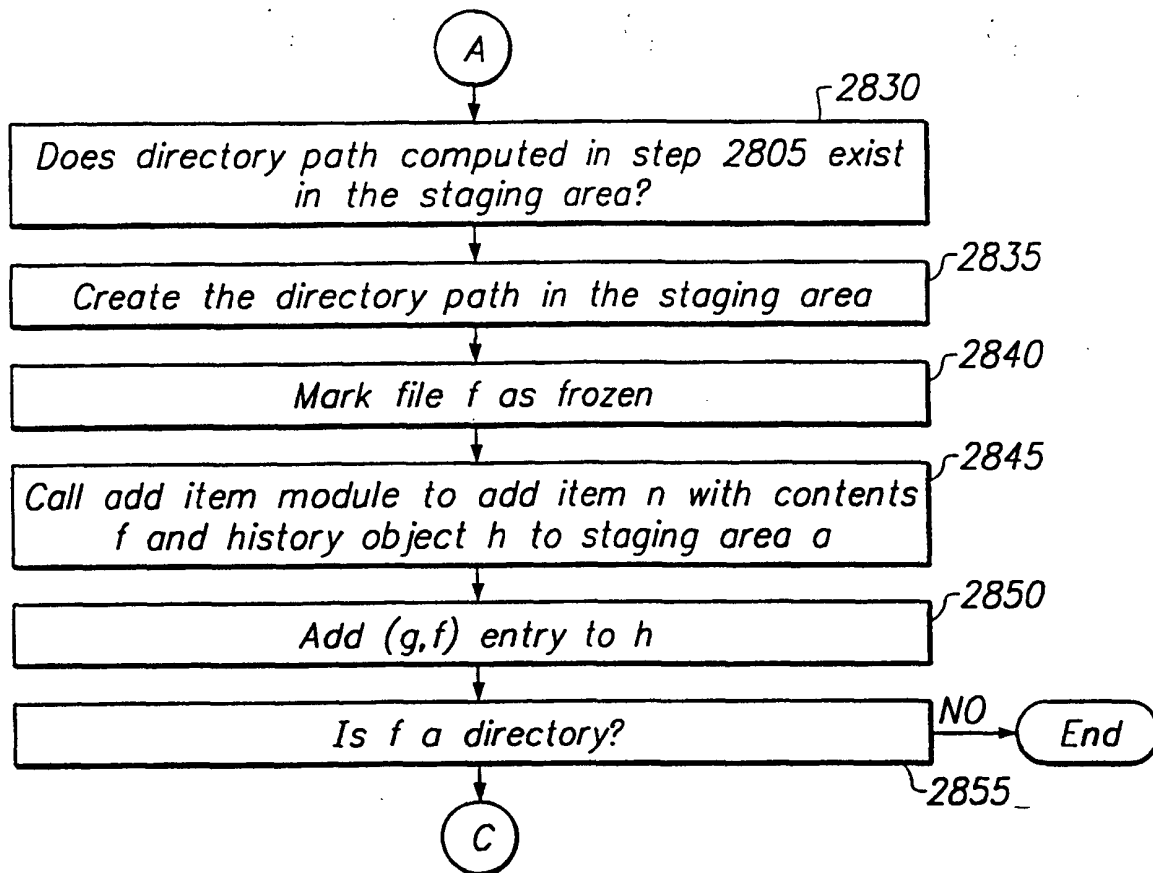 A
2830
Does directory path computed in step 2805 exist
in the staging area?
2835
Create the directory path in the staging area
2840
Mark file f as frozen
2845
Call add item module to add item n with contents
f and history object h to staging area a
2850
Add (g,f) entry to h
Is f a directory?
NO
End
2855
C